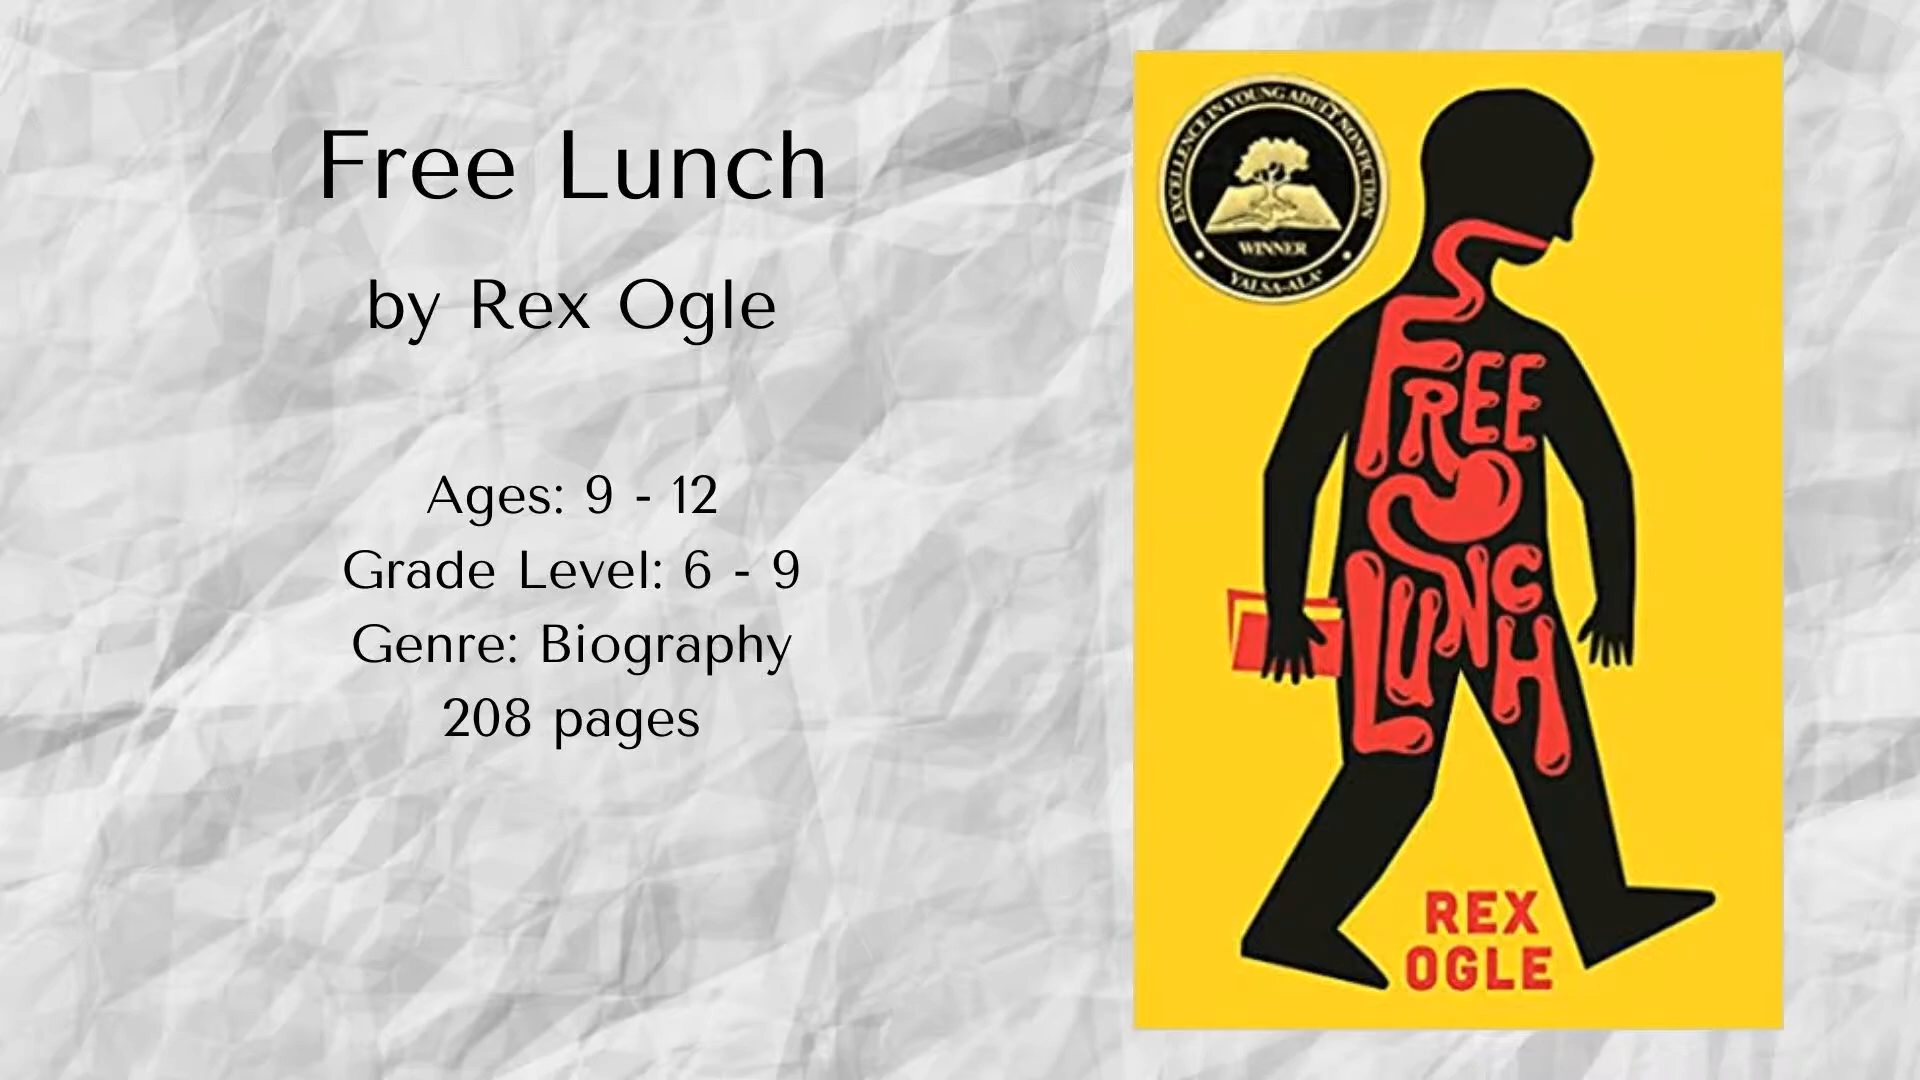 Free Lunch
by Rex Ogle
Ages: 9 - 12
Grade Level: 6 - 9
Genre: Biography
208 pages
EXCELLENCE IN YOUNG ADULT NONFICTION
WINNER
YALSA-ALA
FREE
LUNCH
REX
OGLE